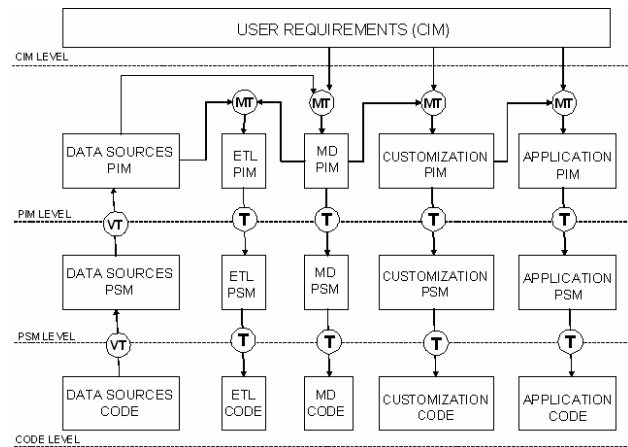 USER REQUIREMENTS (CIM)
CIM LEVEL
MT
MT
MT
MT
DATA SOURCES
PIM
ETL
PIM
MD
PIM
CUSTOMIZATION
PIM
APPLICATION
PIM
PIM LEVEL
VT
T
T
T
T
DATA SOURCES
PSM
ETL
PSM
MD
PSM
CUSTOMIZATION
PSM
APPLICATION
PSM
PSM LEVEL
VT
T
T
T
T
DATA SOURCES
CODE
ETL
CODE
MD
CODE
CUSTOMIZATION
CODE
APPLICATION
CODE
CODE LEVEL